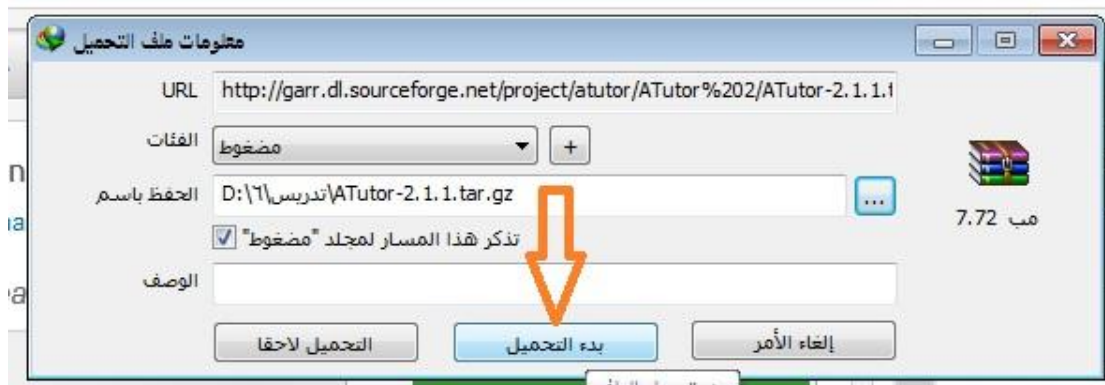 معلومات ملف التحميل
URL http://garr.dl.sourceforge.net/project/atutor/ATutor%202/ATutor-2.1.1.t
الفئات مضغوط +
الحفظ باسم D:\٦\تدريس\ATutor-2.1.1.tar.gz ...
7.72 مب
تذكر هذا المسار لمجلد "مضغوط"
الوصف
التحميل لاحقا بدء التحميل إلغاء الأمر